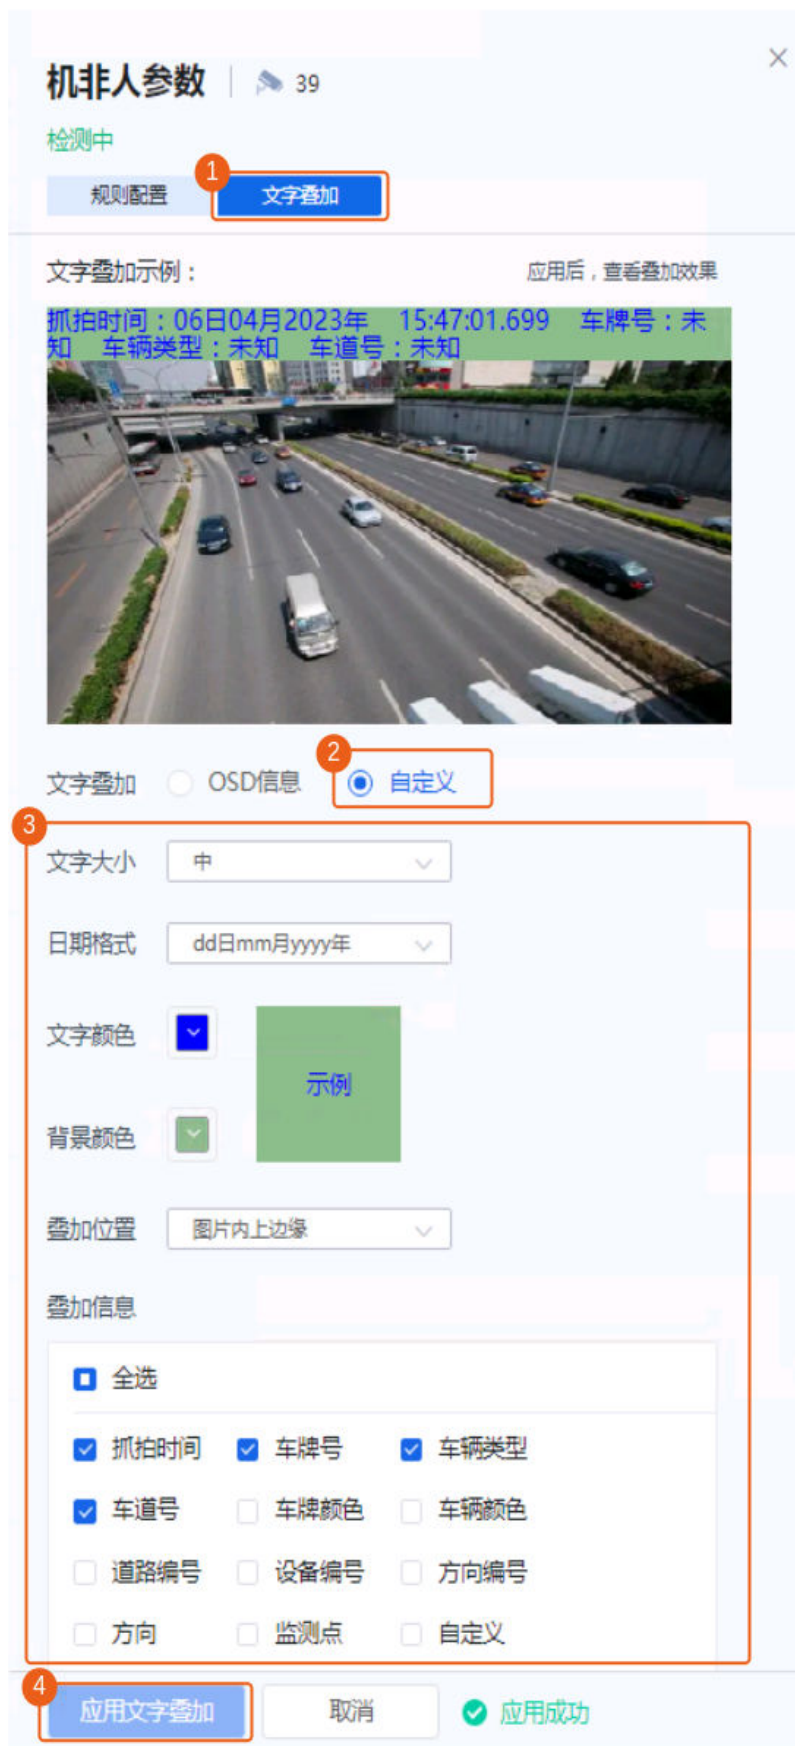 机非人参数 39
检测中
1
规则配置 文字叠加
文字叠加示例： 应用后，查看叠加效果
抓拍时间：06日04月2023年 15:47:01.699 车牌号：未
知 车辆类型：未知 车道号：未知
2
文字叠加 OSD信息 自定义
3
文字大小 中
日期格式 dd日mm月yyyy年
文字颜色
示例
背景颜色
叠加位置 图片内上边缘
叠加信息
全选
抓拍时间 车牌号 车辆类型
车道号 车牌颜色 车辆颜色
道路编号 设备编号 方向编号
方向 监测点 自定义
4
应用文字叠加 取消 应用成功